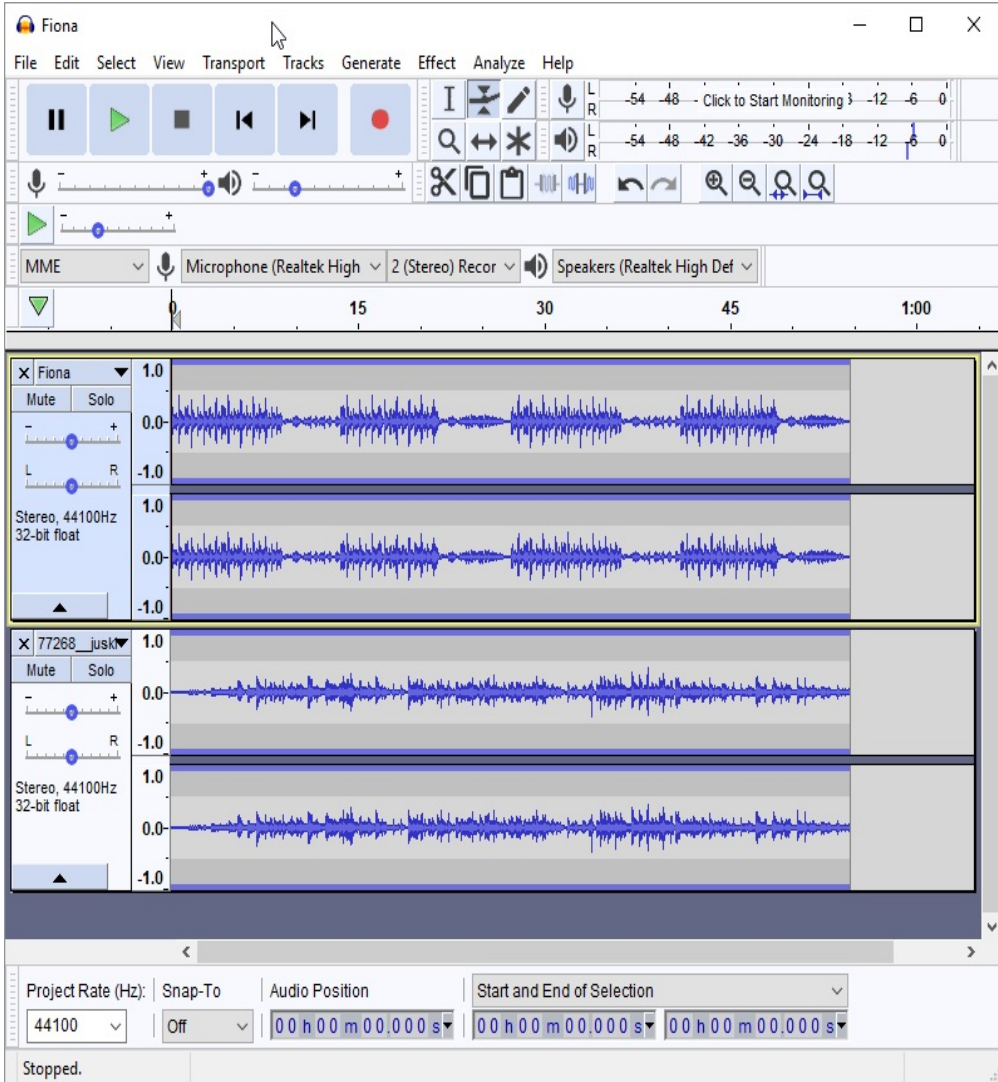 Fiona
File Edit Select View Transport Tracks Generate Effect Analyze Help
L
R
-54 -48 - Click to Start Monitoring -12 -6 0
L
R
-54 -48 -42 -36 -30 -24 -18 -12 -6 0
- + - +
- +
MME Microphone (Realtek High 2 (Stereo) Recor Speakers (Realtek High Def
0 15 30 45 1:00
X Fiona
Mute Solo
- +
L R
Stereo, 44100Hz
32-bit float
1.0
0.0-
-1.0
1.0
0.0-
-1.0
X 77268__jusk
Mute Solo
- +
L R
Stereo, 44100Hz
32-bit float
1.0
0.0-
-1.0
1.0
0.0-
-1.0
Project Rate (Hz): Snap-To Audio Position Start and End of Selection
44100 Off 00 h 00 m 00.000 s 00 h 00 m 00.000 s 00 h 00 m 00.000 s
Stopped.